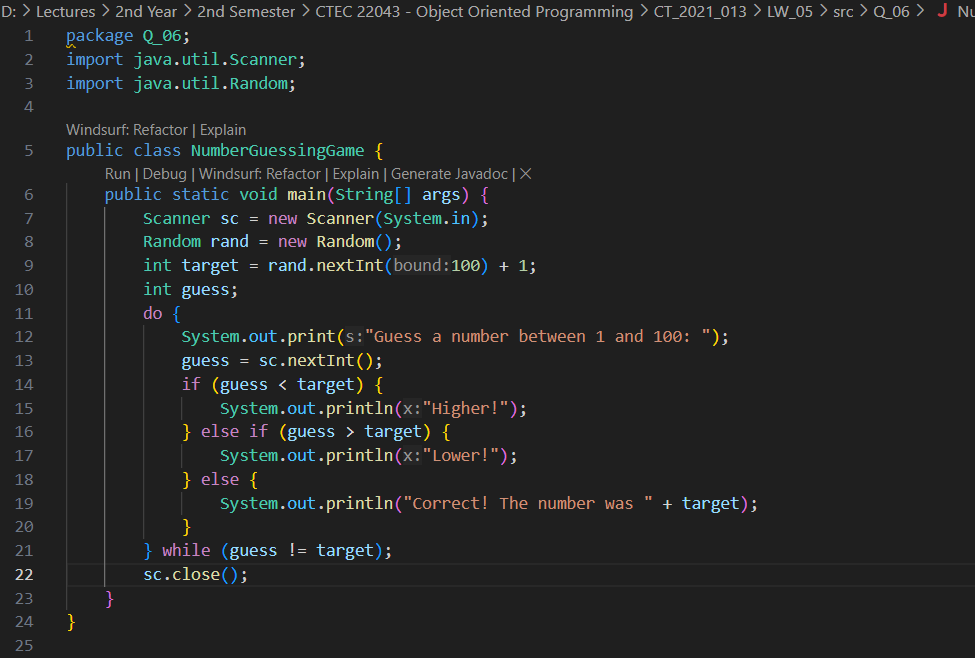 D: > Lectures > 2nd Year > 2nd Semester > CTEC 22043 - Object Oriented Programming > CT_2021_013 > LW_05 > src > Q_06 > J Nu
1 package Q_06;
2 import java.util.Scanner;
3 import java.util.Random;
4
Windsurf: Refactor | Explain
5 public class NumberGuessingGame {
Run | Debug | Windsurf: Refactor | Explain | Generate Javadoc | ×
6 public static void main(String[] args) {
7 Scanner sc = new Scanner(System.in);
8 Random rand = new Random();
9 int target = rand.nextInt(bound:100) + 1;
10 int guess;
11 do {
12 System.out.print(s:"Guess a number between 1 and 100: ");
13 guess = sc.nextInt();
14 if (guess < target) {
15 System.out.println(x:"Higher!");
16 } else if (guess > target) {
17 System.out.println(x:"Lower!");
18 } else {
19 System.out.println("Correct! The number was " + target);
20 }
21 } while (guess != target);
22 sc.close();
23 }
24 }
25